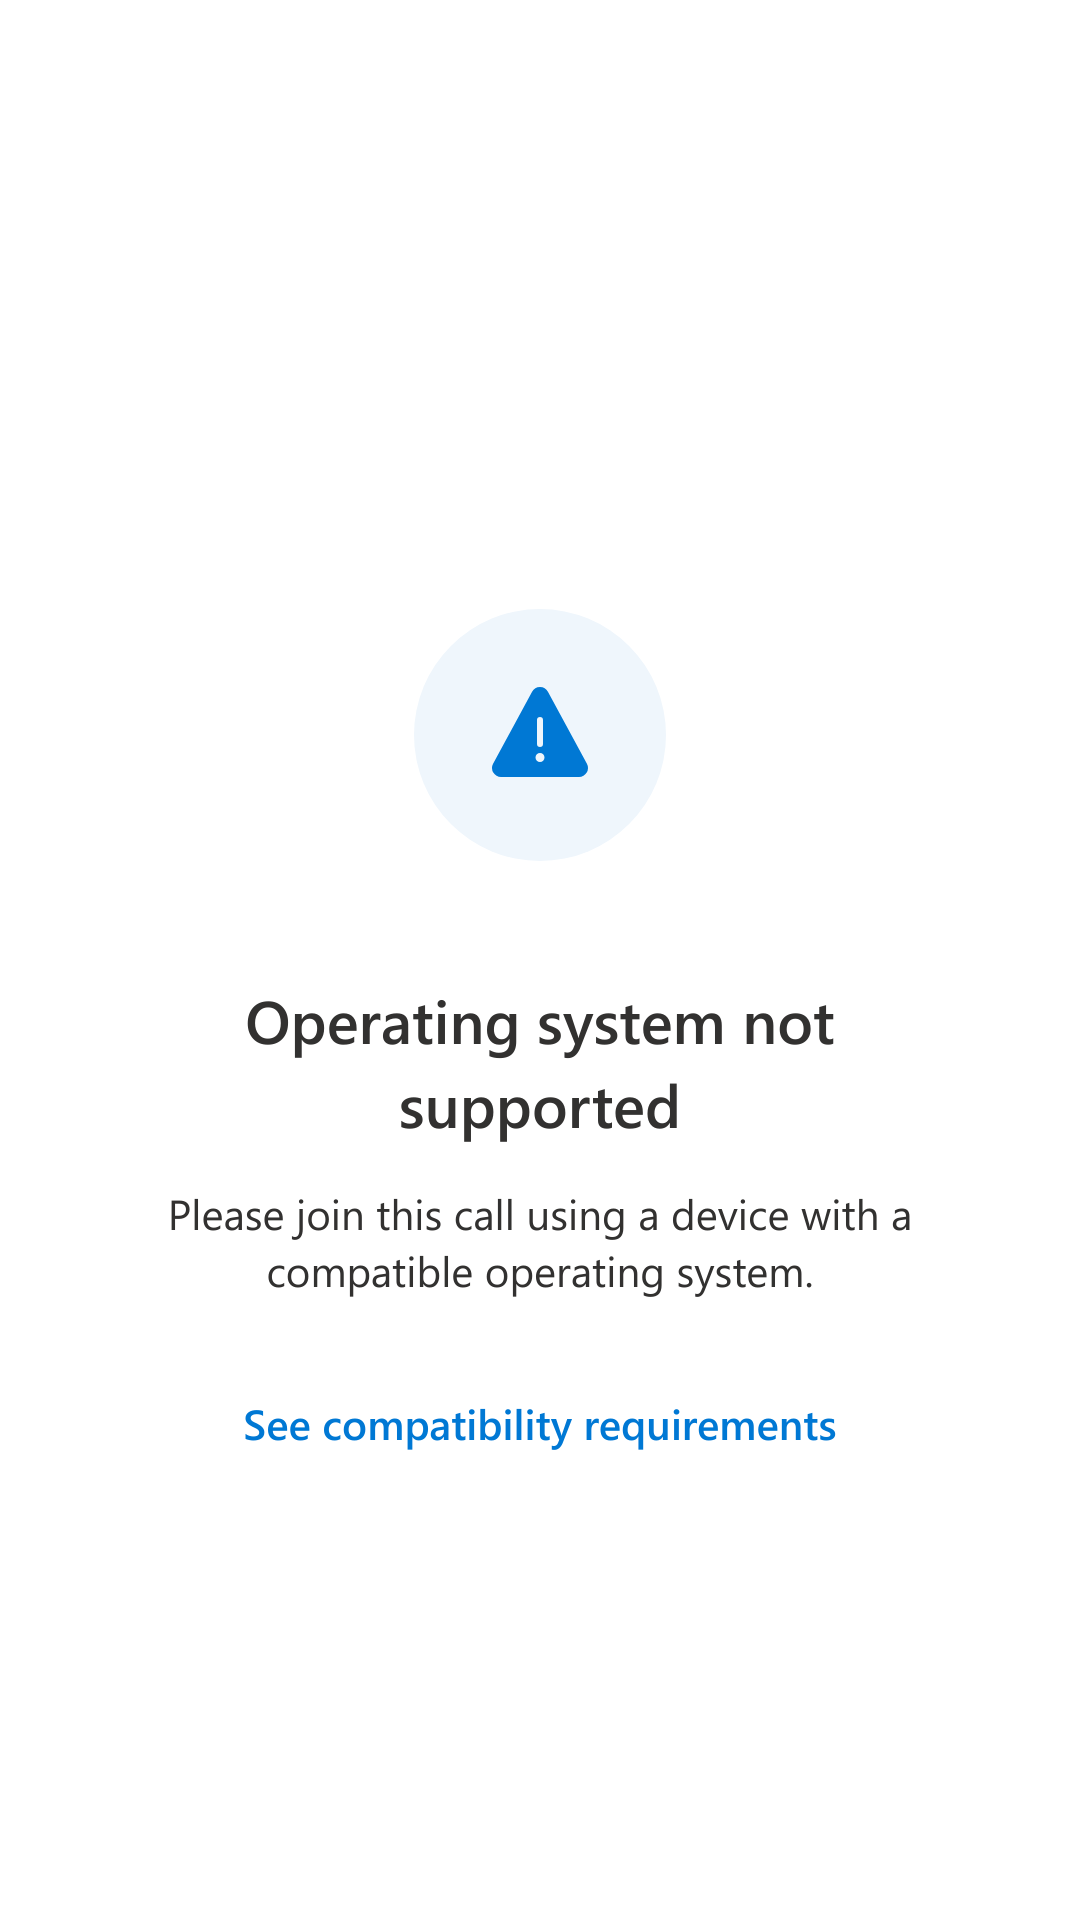 Operating system not
supported
Please join this call using a device with a
compatible operating system.
See compatibility requirements